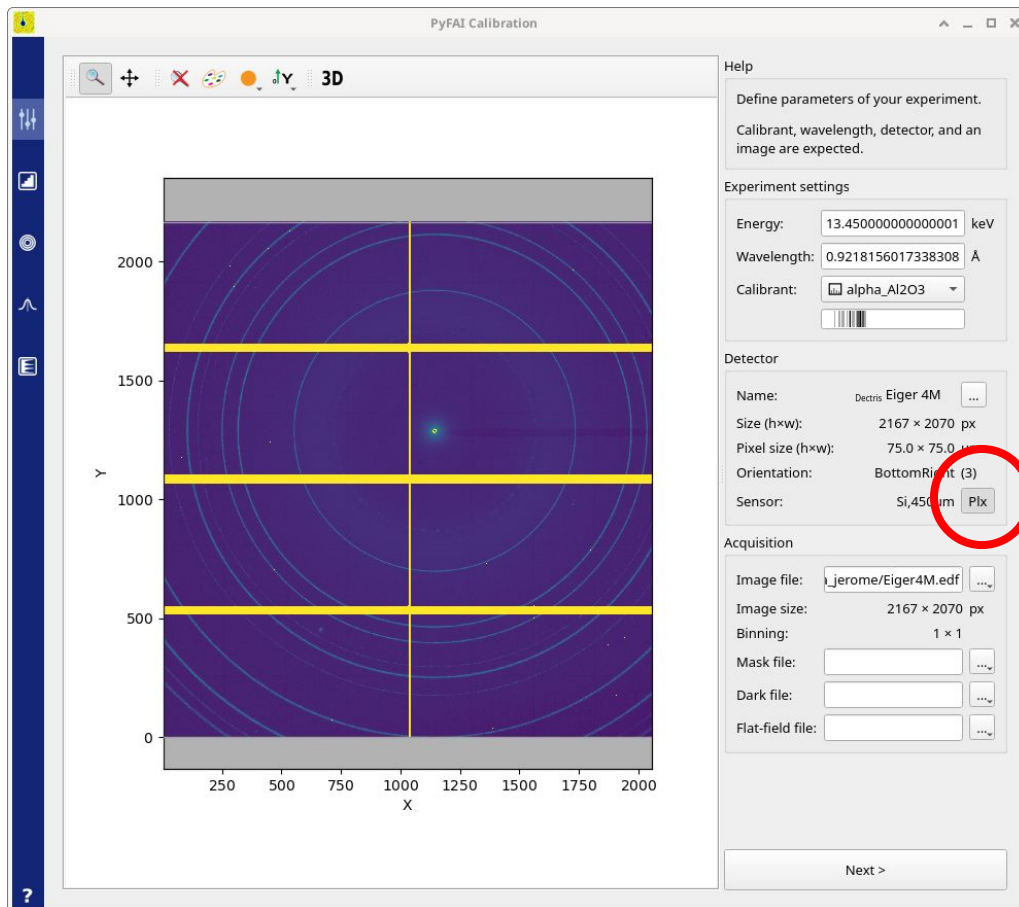 PyFAI Calibration
3D
Help
Define parameters of your experiment.
Calibrant, wavelength, detector, and an
image are expected.
Experiment settings
Energy: 13.450000000000001 keV
Wavelength: 0.9218156017338308 Å
Calibrant: alpha_Al2O3
Detector
Name: Dectris Eiger 4M ...
Size (h×w): 2167 × 2070 px
Pixel size (h×w): 75.0 × 75.0
Orientation: BottomRight (3)
Sensor: Si,450µm Plx
Acquisition
Image file: _jerome/Eiger4M.edf ...
Image size: 2167 × 2070 px
Binning: 1 × 1
Mask file: ...
Dark file: ...
Flat-field file: ...
Next >
Y
2000
1500
1000
500
0
250 500 750 1000 1250 1500 1750 2000
X
Y
?